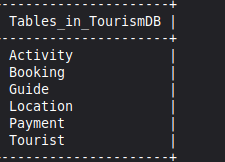 Tables_in_TourismDB |
Activity |
Booking |
Guide |
Location |
Payment |
Tourist |